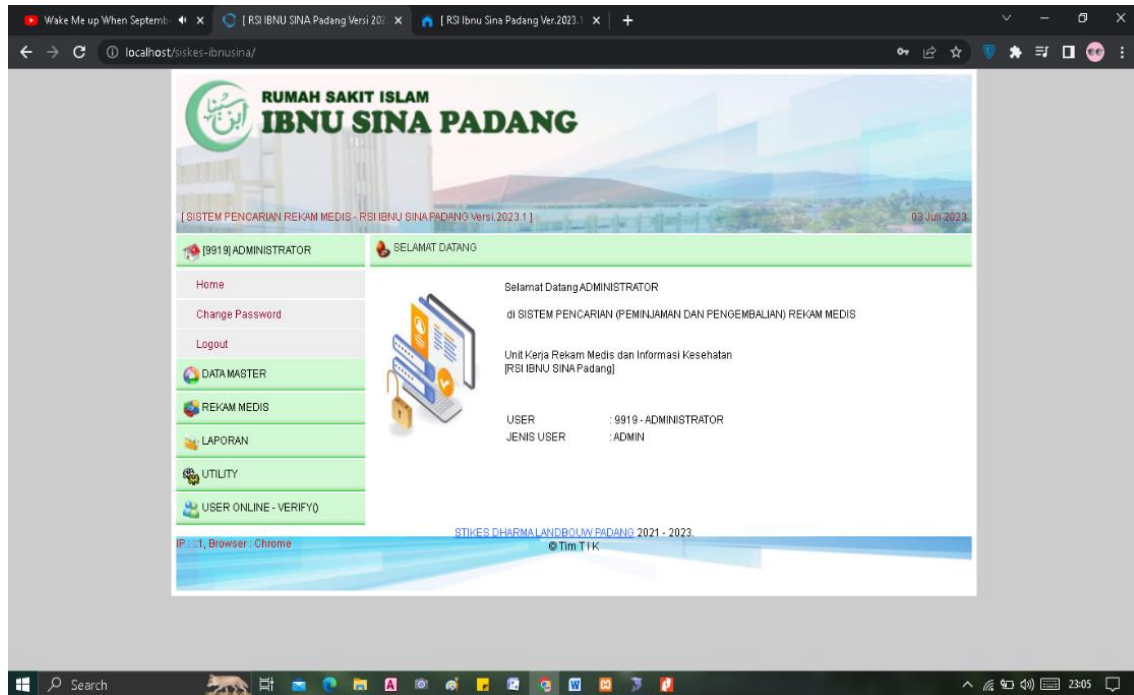 Wake Me up When Septemb
[ RSI IBNU SINA Padang Versi 202
[ RSI Ibnu Sina Padang Ver.2023.1
localhost/siskes-ibnusina/
RUMAH SAKIT ISLAM
IBNU SINA PADANG
[ SISTEM PENCARIAN REKAM MEDIS - RSI IBNU SINA PADANG Versi.2023.1 ]
03 Juli 2023
[9919] ADMINISTRATOR
SELAMAT DATANG
Home
Change Password
Logout
DATA MASTER
REKAM MEDIS
LAPORAN
UTILITY
USER ONLINE - VERIFY()
Selamat Datang ADMINISTRATOR
di SISTEM PENCARIAN (PEMINJAMAN DAN PENGEMBALIAN) REKAM MEDIS
Unit Kerja Rekam Medis dan Informasi Kesehatan
[RSI IBNU SINA Padang]
USER : 9919 - ADMINISTRATOR
JENIS USER : ADMIN
STIKES DHARMA LANDBOUW PADANG 2021 - 2023.
IP : ::1, Browser : Chrome
© Tim T I K
Search
23:05